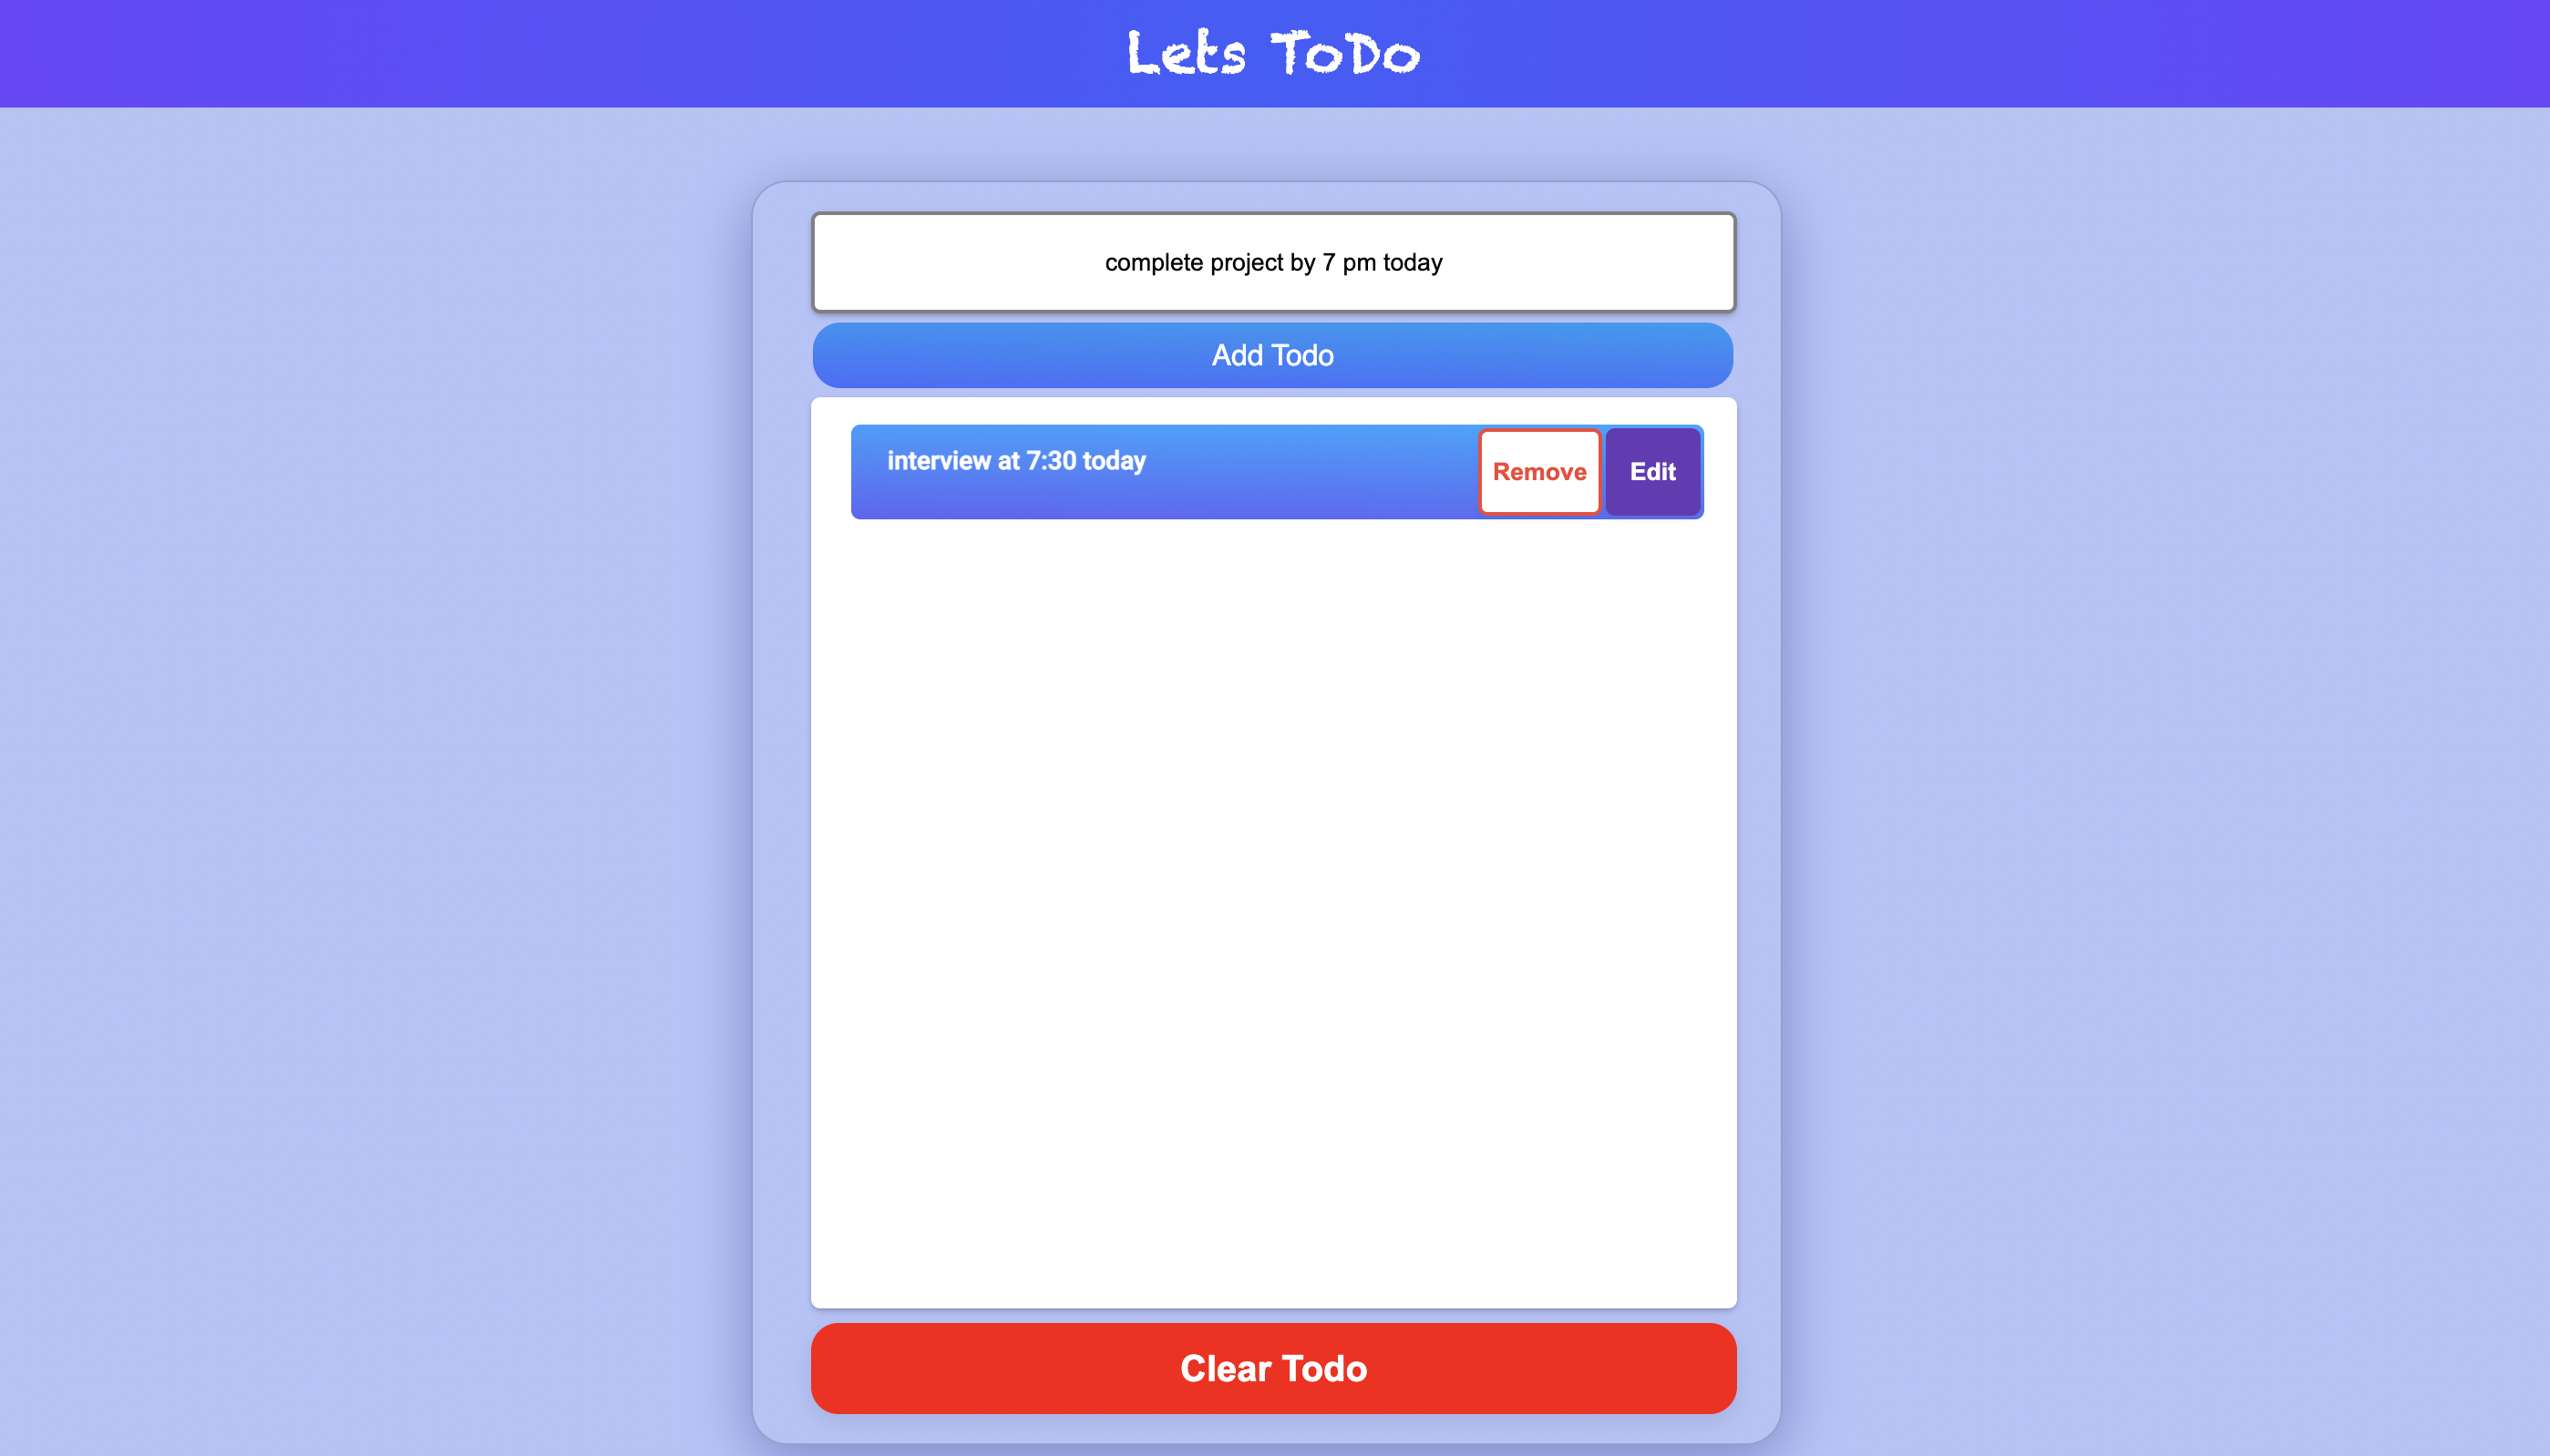 Lets ToDo
complete project by 7 pm today
Add Todo
interview at 7:30 today
Remove
Edit
Clear Todo